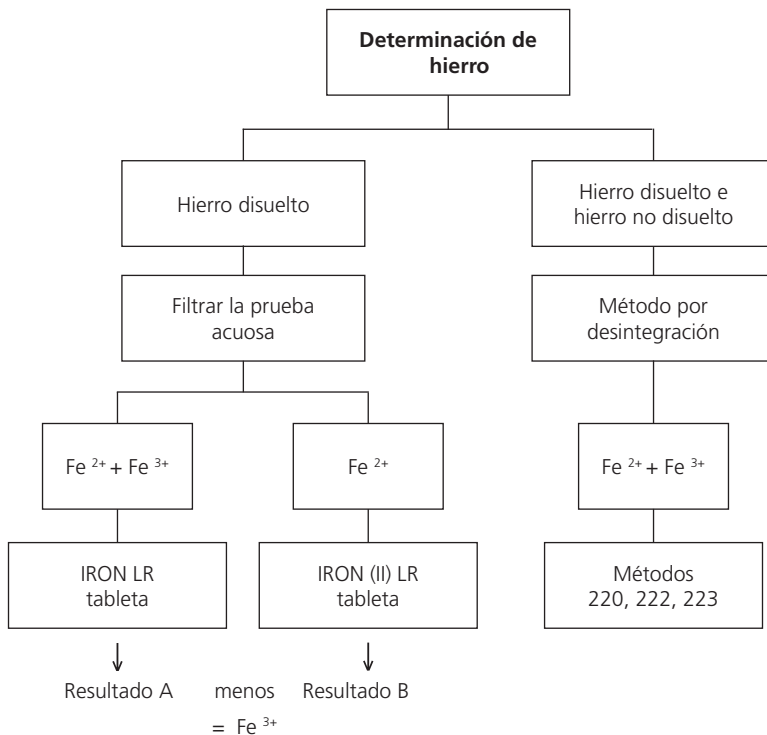 Determinación de
hierro
Hierro disuelto
Hierro disuelto e
hierro no disuelto
Filtrar la prueba
acuosa
Método por
desintegración
Fe 2+ + Fe 3+
Fe 2+
Fe 2+ + Fe 3+
IRON LR
tableta
IRON (II) LR
tableta
Métodos
220, 222, 223
Resultado A menos Resultado B
= Fe 3+